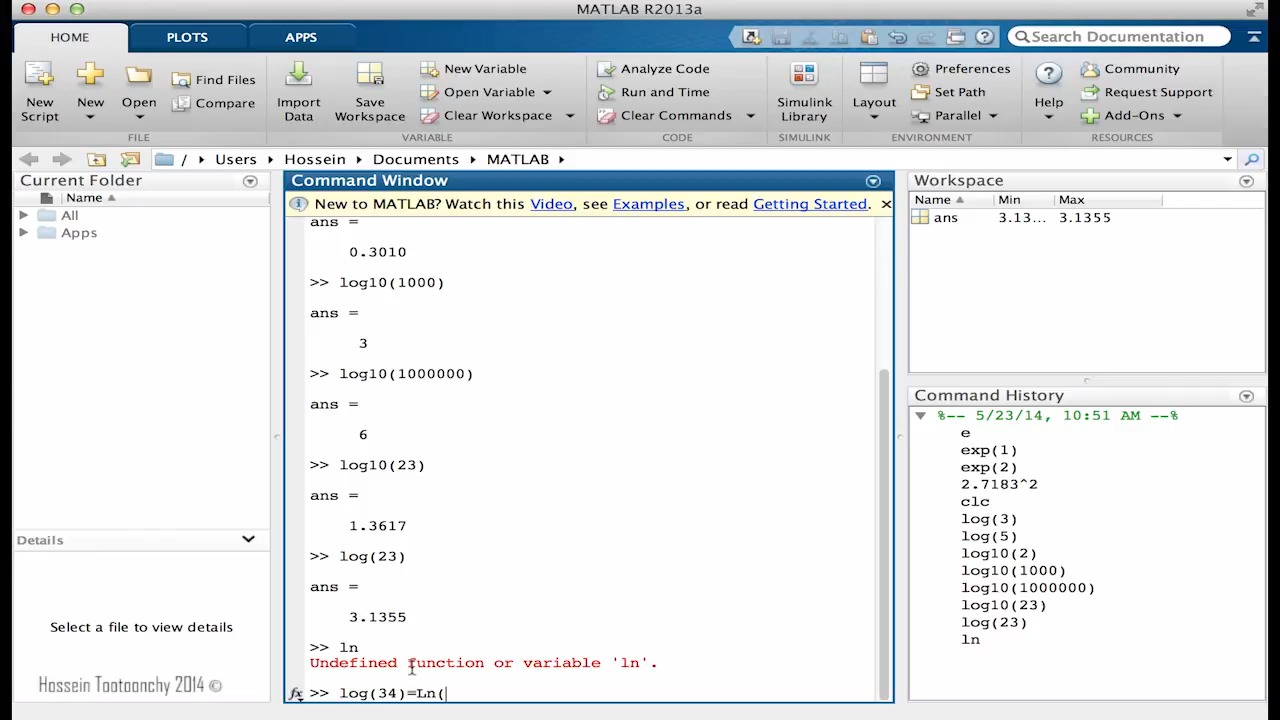 MATLAB R2013a
HOME PLOTS APPS
Search Documentation
New Script
New
Open
Find Files
Compare
FILE
Import Data
Save Workspace
New Variable
Open Variable
Clear Workspace
VARIABLE
Analyze Code
Run and Time
Clear Commands
CODE
Simulink Library
SIMULINK
Layout
Preferences
Set Path
Parallel
ENVIRONMENT
Help
Community
Request Support
Add-Ons
RESOURCES
/ Users Hossein Documents MATLAB
Current Folder
Name
All
Apps
Details
Select a file to view details
Hossein Tootoonchy 2014 ©
Command Window
New to MATLAB? Watch this Video, see Examples, or read Getting Started.
ans =
0.3010
>> log10(1000)
ans =
3
>> log10(1000000)
ans =
6
>> log10(23)
ans =
1.3617
>> log(23)
ans =
3.1355
>> ln
Undefined function or variable 'ln'.
fx >> log(34)=Ln(
Workspace
Name Min Max
ans 3.13... 3.1355
Command History
%-- 5/23/14, 10:51 AM --%
e
exp(1)
exp(2)
2.7183^2
clc
log(3)
log(5)
log10(2)
log10(1000)
log10(1000000)
log10(23)
log(23)
ln